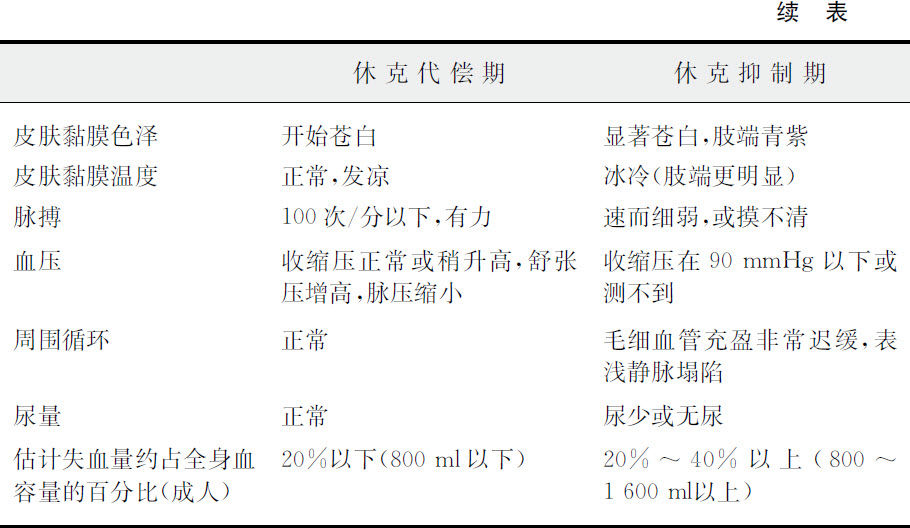 续 表
休克代偿期 休克抑制期
皮肤黏膜色泽 开始苍白 显著苍白,肢端青紫
皮肤黏膜温度 正常,发凉 冰冷(肢端更明显)
脉搏 100 次/分以下,有力 速而细弱,或摸不清
血压 收缩压正常或稍升高,舒张 收缩压在 90 mmHg 以下或
压增高,脉压缩小 测不到
周围循环 正常 毛细血管充盈非常迟缓,表
浅静脉塌陷
尿量 正常 尿少或无尿
估计失血量约占全身血 20%以下(800 ml以下) 20% ~ 40% 以上 (800 ~
容量的百分比(成人) 1 600 ml以上)